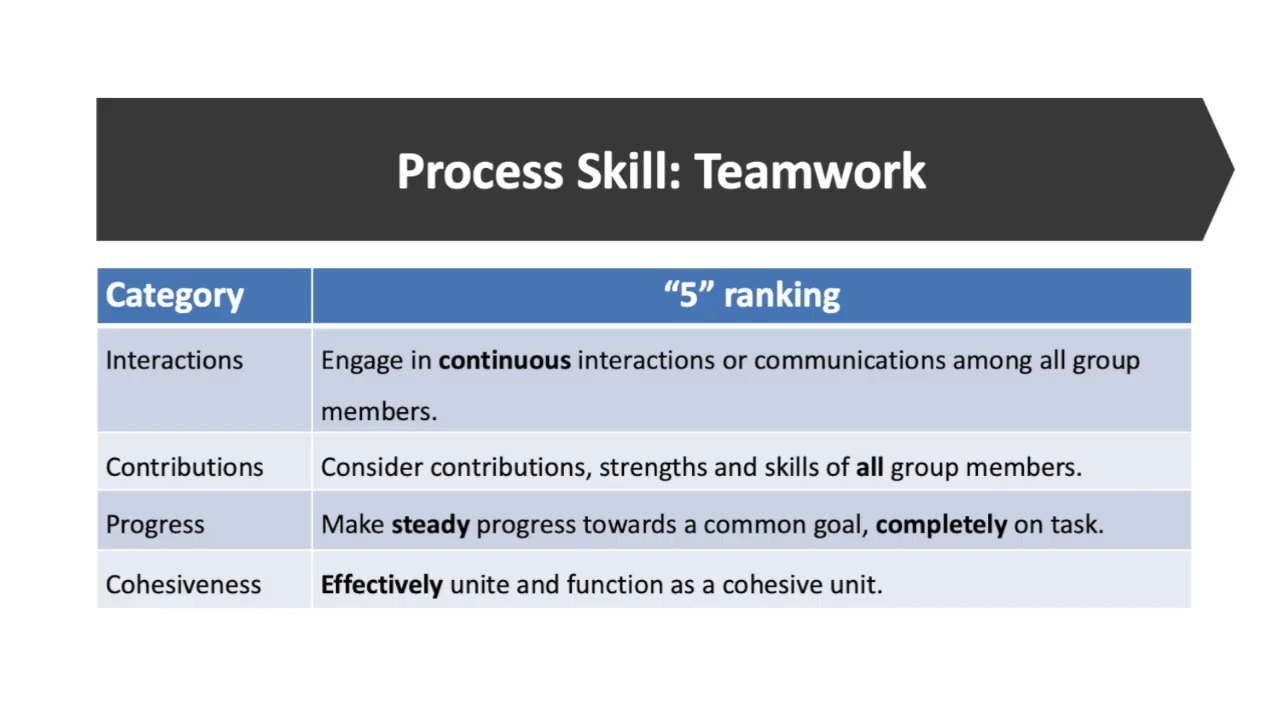 Process Skill: Teamwork
Category
“5” ranking
Interactions
Engage in continuous interactions or communications among all group
members.
Contributions
Consider contributions, strengths and skills of all group members.
Progress
Make steady progress towards a common goal, completely on task.
Cohesiveness
Effectively unite and function as a cohesive unit.